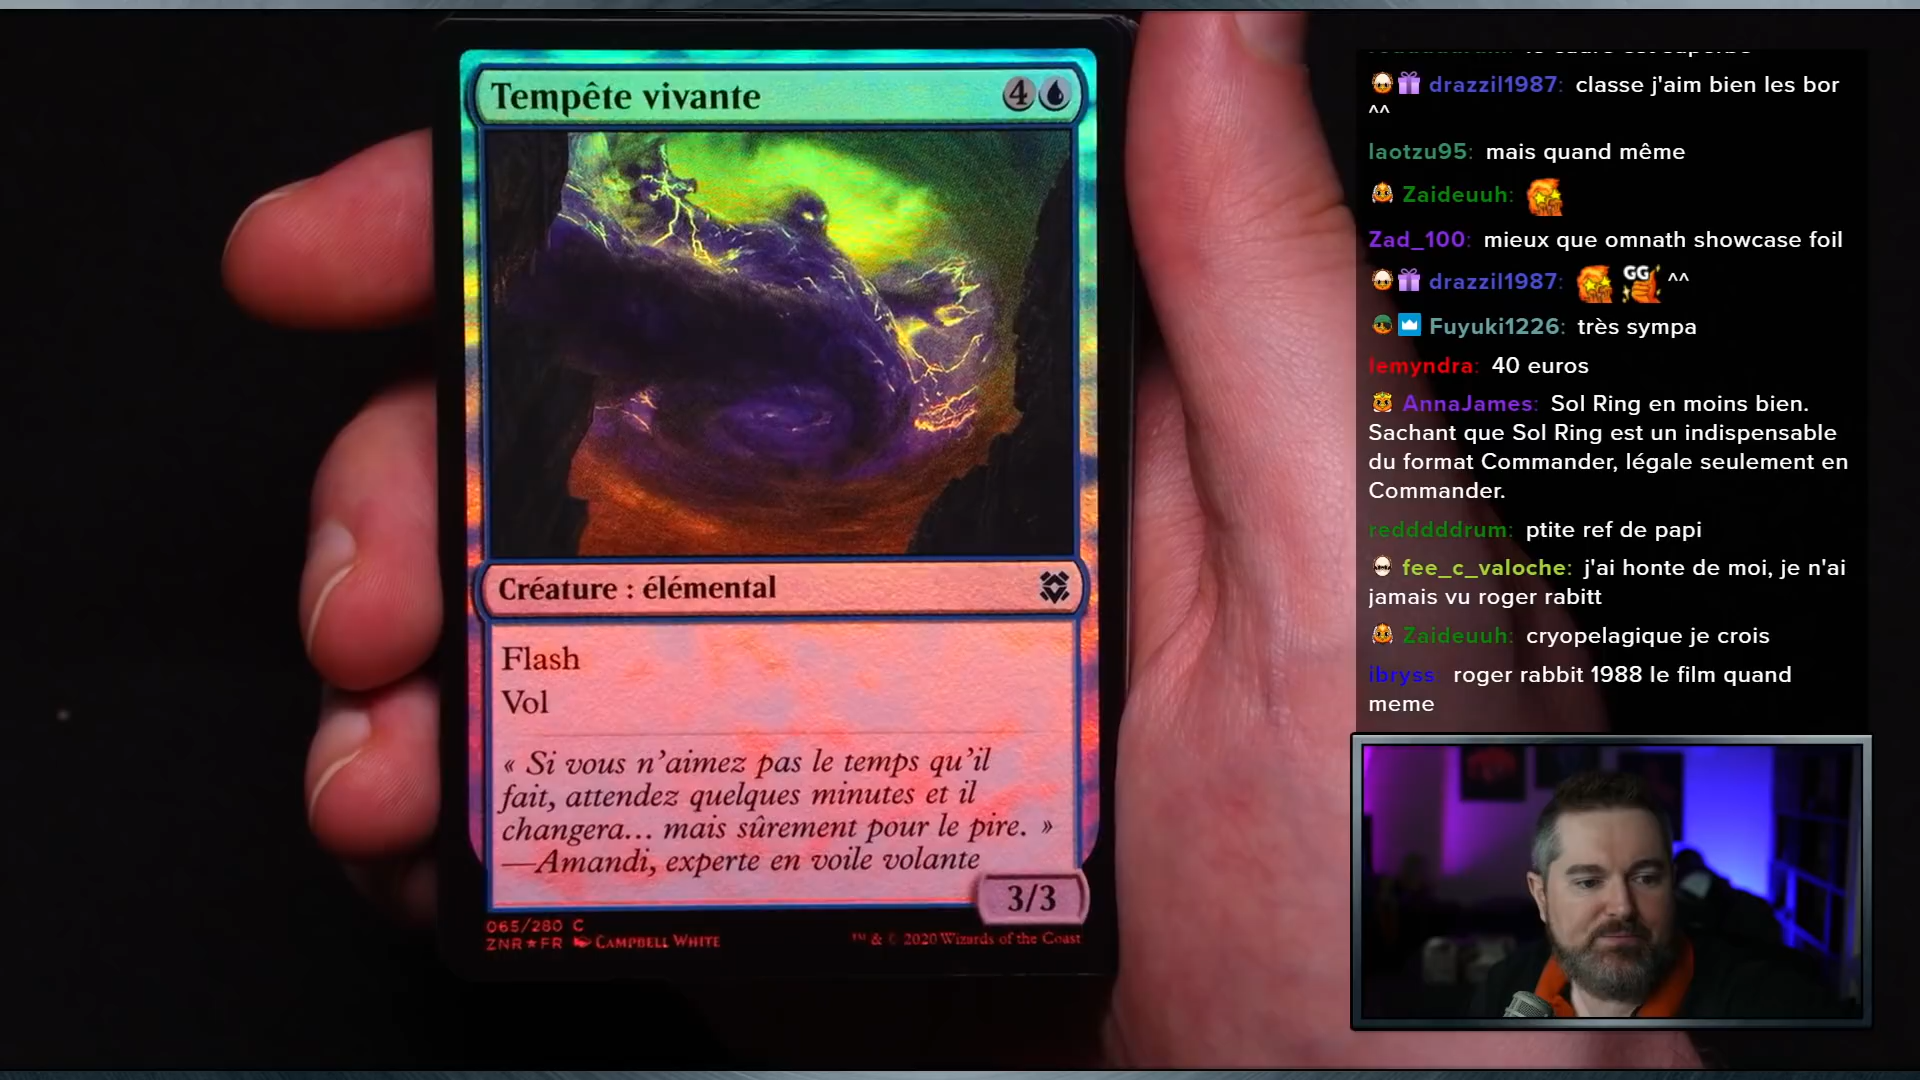 Tempête vivante
4
Créature : élémental
Flash
Vol
« Si vous n'aimez pas le temps qu'il
fait, attendez quelques minutes et il
changera... mais sûrement pour le pire. »
—Amandi, experte en voile volante
3/3
065/280 C
ZNR★FR CAMPBELL WHITE
™ & © 2020 Wizards of the Coast
drazzil1987: classe j'aim bien les bor
^^
laotzu95: mais quand même
Zaideuuh:
Zad_100: mieux que omnath showcase foil
drazzil1987: GG ^^
Fuyuki1226: très sympa
lemyndra: 40 euros
AnnaJames: Sol Ring en moins bien.
Sachant que Sol Ring est un indispensable
du format Commander, légale seulement en
Commander.
redddddrum: ptite ref de papi
fee_c_valoche: j'ai honte de moi, je n'ai
jamais vu roger rabitt
Zaideuuh: cryopelagique je crois
ibryss: roger rabbit 1988 le film quand
meme